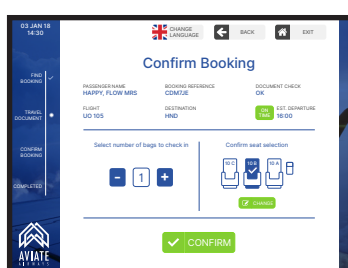 03 JAN 18
14:30
CHANGE
LANGUAGE
BACK
EXIT
Confirm Booking
FIND
BOOKING
TRAVEL
DOCUMENT
CONFIRM
BOOKING
COMPLETED
PASSENGER NAME
HAPPY, FLOW MRS
BOOKING REFERENCE
CDM7JE
DOCUMENT CHECK
OK
FLIGHT
UO 105
DESTINATION
HND
ON
TIME
EST. DEPARTURE
16:00
Select number of bags to check in
- 1 +
Confirm seat selection
10 C
10 B
10 A
CHANGE
CONFIRM
AVIATE
AIRWAYS